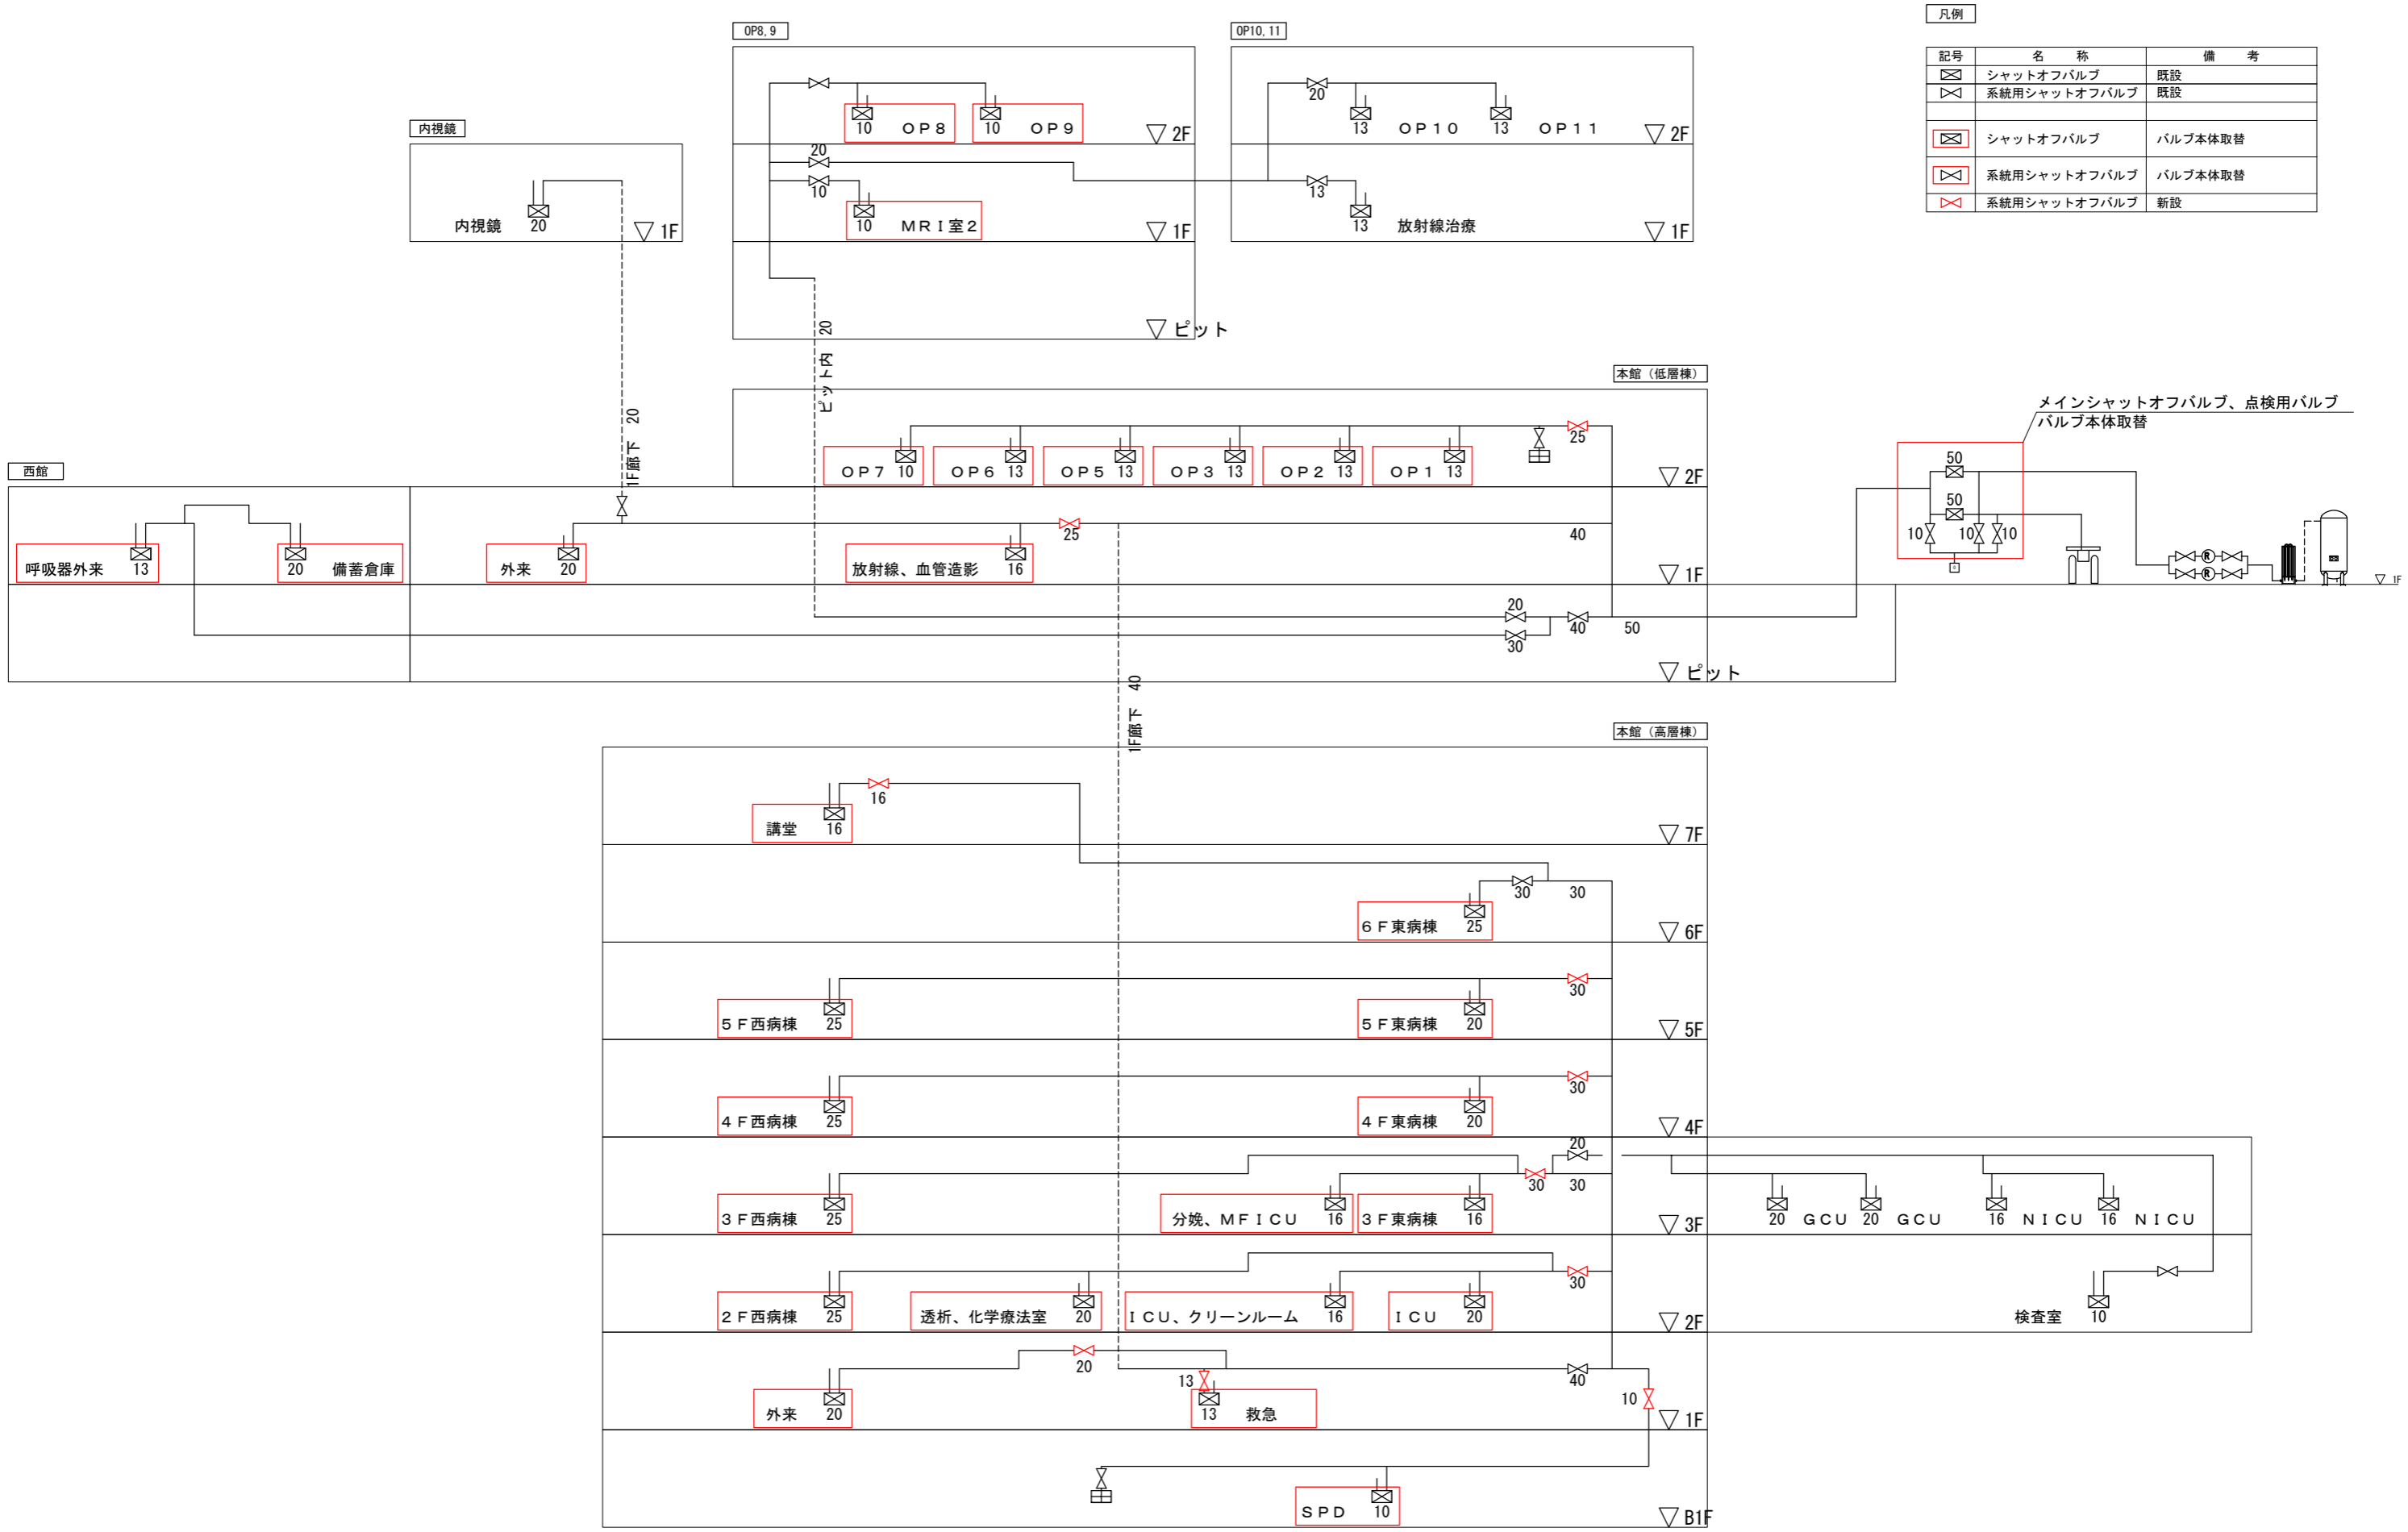 凡例
記号 名　称 備　考
シャットオフバルブ 既設
系統用シャットオフバルブ 既設
シャットオフバルブ バルブ本体取替
系統用シャットオフバルブ バルブ本体取替
系統用シャットオフバルブ 新設
OP8,9
10 ＯＰ８ 10 ＯＰ９ 2F
20
10
10 ＭＲＩ室２ 1F
ピット
ピット内 20
OP10,11
20
13 ＯＰ１０ 13 ＯＰ１１ 2F
13
13 放射線治療 1F
内視鏡
内視鏡 20 1F
1F廊下 20
本館（低層棟）
25
ＯＰ７ 10 ＯＰ６ 13 ＯＰ５ 13 ＯＰ３ 13 ＯＰ２ 13 ＯＰ１ 13 2F
西館
25 40
呼吸器外来 13 20 備蓄倉庫 外来 20 放射線、血管造影 16 1F
20
30 40 50
ピット
メインシャットオフバルブ、点検用バルブ
バルブ本体取替
50
50
10 10 10
R
R
1F
1F廊下 40
本館（高層棟）
16
講堂 16 7F
30 30
６Ｆ東病棟 25 6F
30
５Ｆ西病棟 25 ５Ｆ東病棟 20 5F
30
４Ｆ西病棟 25 ４Ｆ東病棟 20 4F
20
30 30
３Ｆ西病棟 25 分娩、ＭＦＩＣＵ 16 ３Ｆ東病棟 16 3F
20 ＧＣＵ 20 ＧＣＵ 16 ＮＩＣＵ 16 ＮＩＣＵ
30
２Ｆ西病棟 25 透析、化学療法室 20 ＩＣＵ、クリーンルーム 16 ＩＣＵ 20 2F
検査室 10
20 13 40 10
外来 20 13 救急 1F
ＳＰＤ 10 B1F